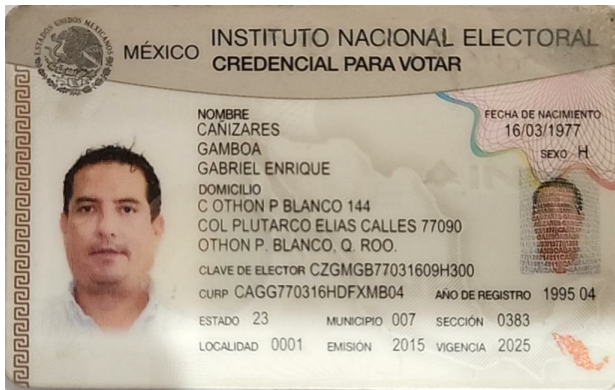 MÉXICO
INSTITUTO NACIONAL ELECTORAL
CREDENCIAL PARA VOTAR
NOMBRE
CAÑIZARES
GAMBOA
GABRIEL ENRIQUE
FECHA DE NACIMIENTO
16/03/1977
SEXO H
DOMICILIO
C OTHON P BLANCO 144
COL PLUTARCO ELIAS CALLES 77090
OTHON P. BLANCO, Q. ROO.
CLAVE DE ELECTOR CZGMGB77031609H300
CURP CAGG770316HDFXMB04 AÑO DE REGISTRO 1995 04
ESTADO 23 MUNICIPIO 007 SECCIÓN 0383
LOCALIDAD 0001 EMISIÓN 2015 VIGENCIA 2025